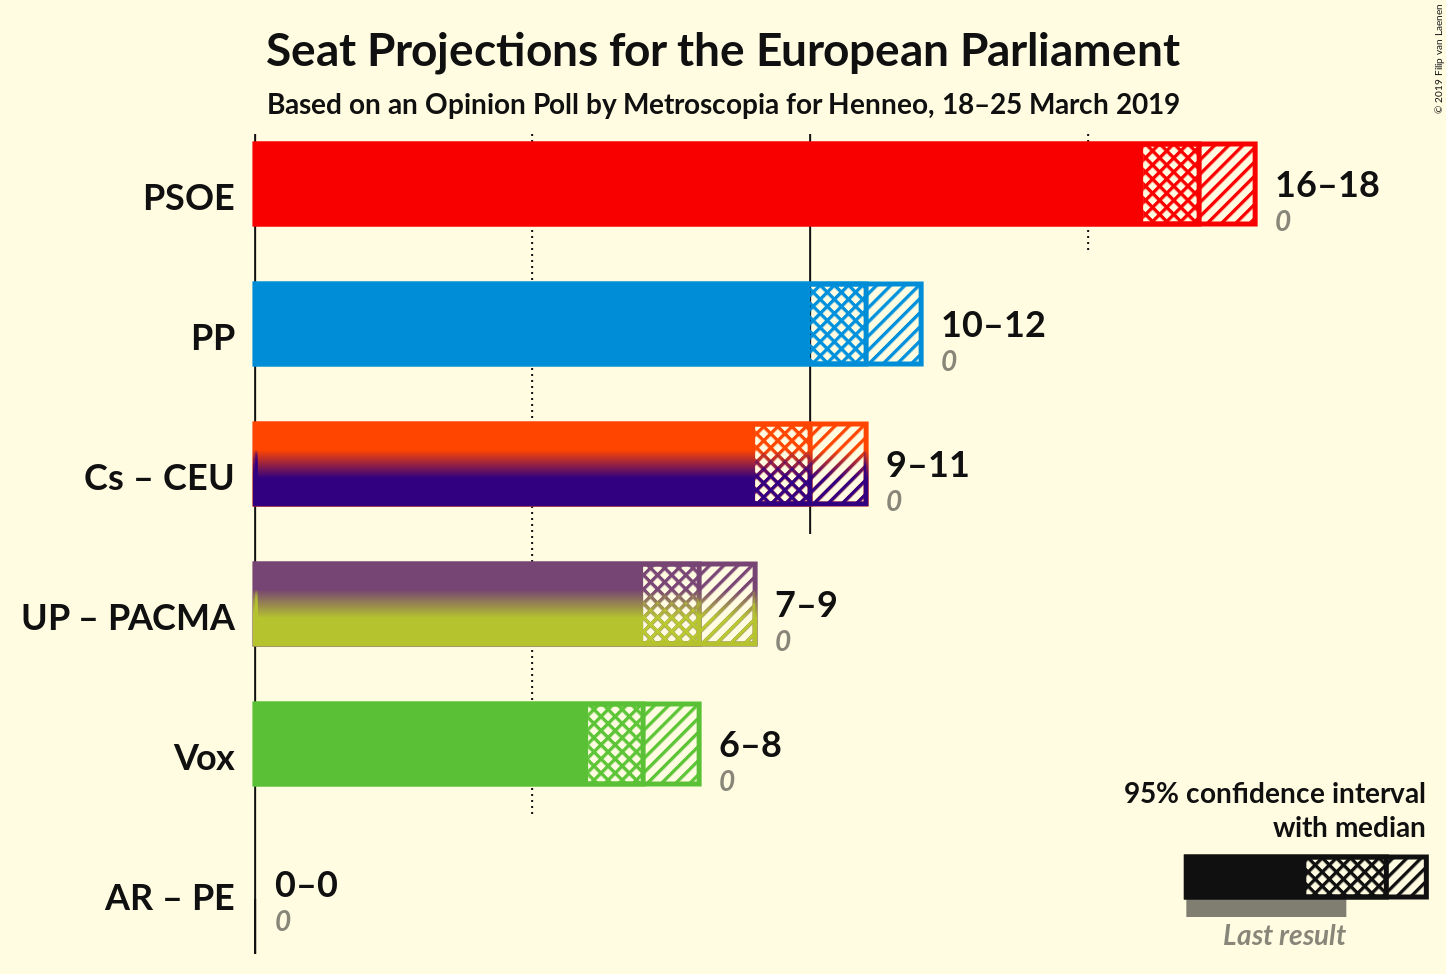 Seat Projections for the European Parliament
Based on an Opinion Poll by Metroscopia for Henneo, 18–25 March 2019
© 2019 Filip van Laenen
PSOE
16–18
0
PP
10–12
0
Cs – CEU
9–11
0
UP – PACMA
7–9
0
Vox
6–8
0
AR – PE
0–0
0
95% confidence interval
with median
Last result